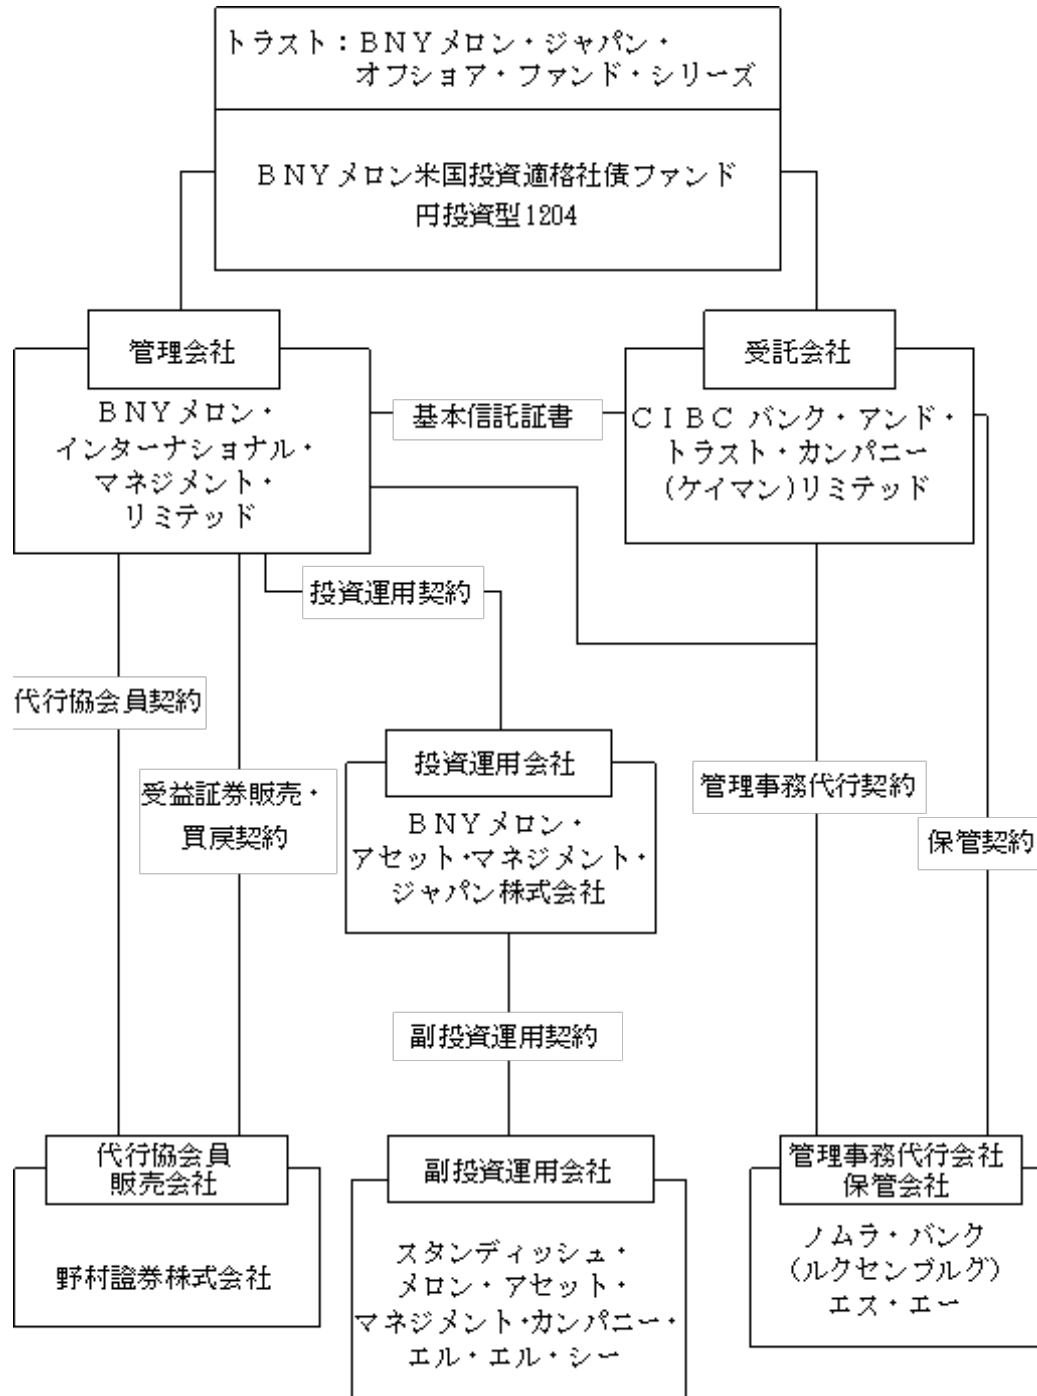 トラスト：ＢＮＹメロン・ジャパン・
オフショア・ファンド・シリーズ
ＢＮＹメロン米国投資適格社債ファンド
円投資型1204
管理会社
ＢＮＹメロン・
インターナショナル・
マネジメント・
リミテッド
基本信託証書
受託会社
ＣＩＢＣ バンク・アンド・
トラスト・カンパニー
(ケイマン)リミテッド
投資運用契約
代行協会員契約
受益証券販売・
買戻契約
投資運用会社
ＢＮＹメロン・
アセット・マネジメント・
ジャパン株式会社
管理事務代行契約
保管契約
副投資運用契約
代行協会員
販売会社
野村證券株式会社
副投資運用会社
スタンディッシュ・
メロン・アセット・
マネジメント・カンパニー・
エル・エル・シー
管理事務代行会社
保管会社
ノムラ・バンク
(ルクセンブルグ)
エス・エー